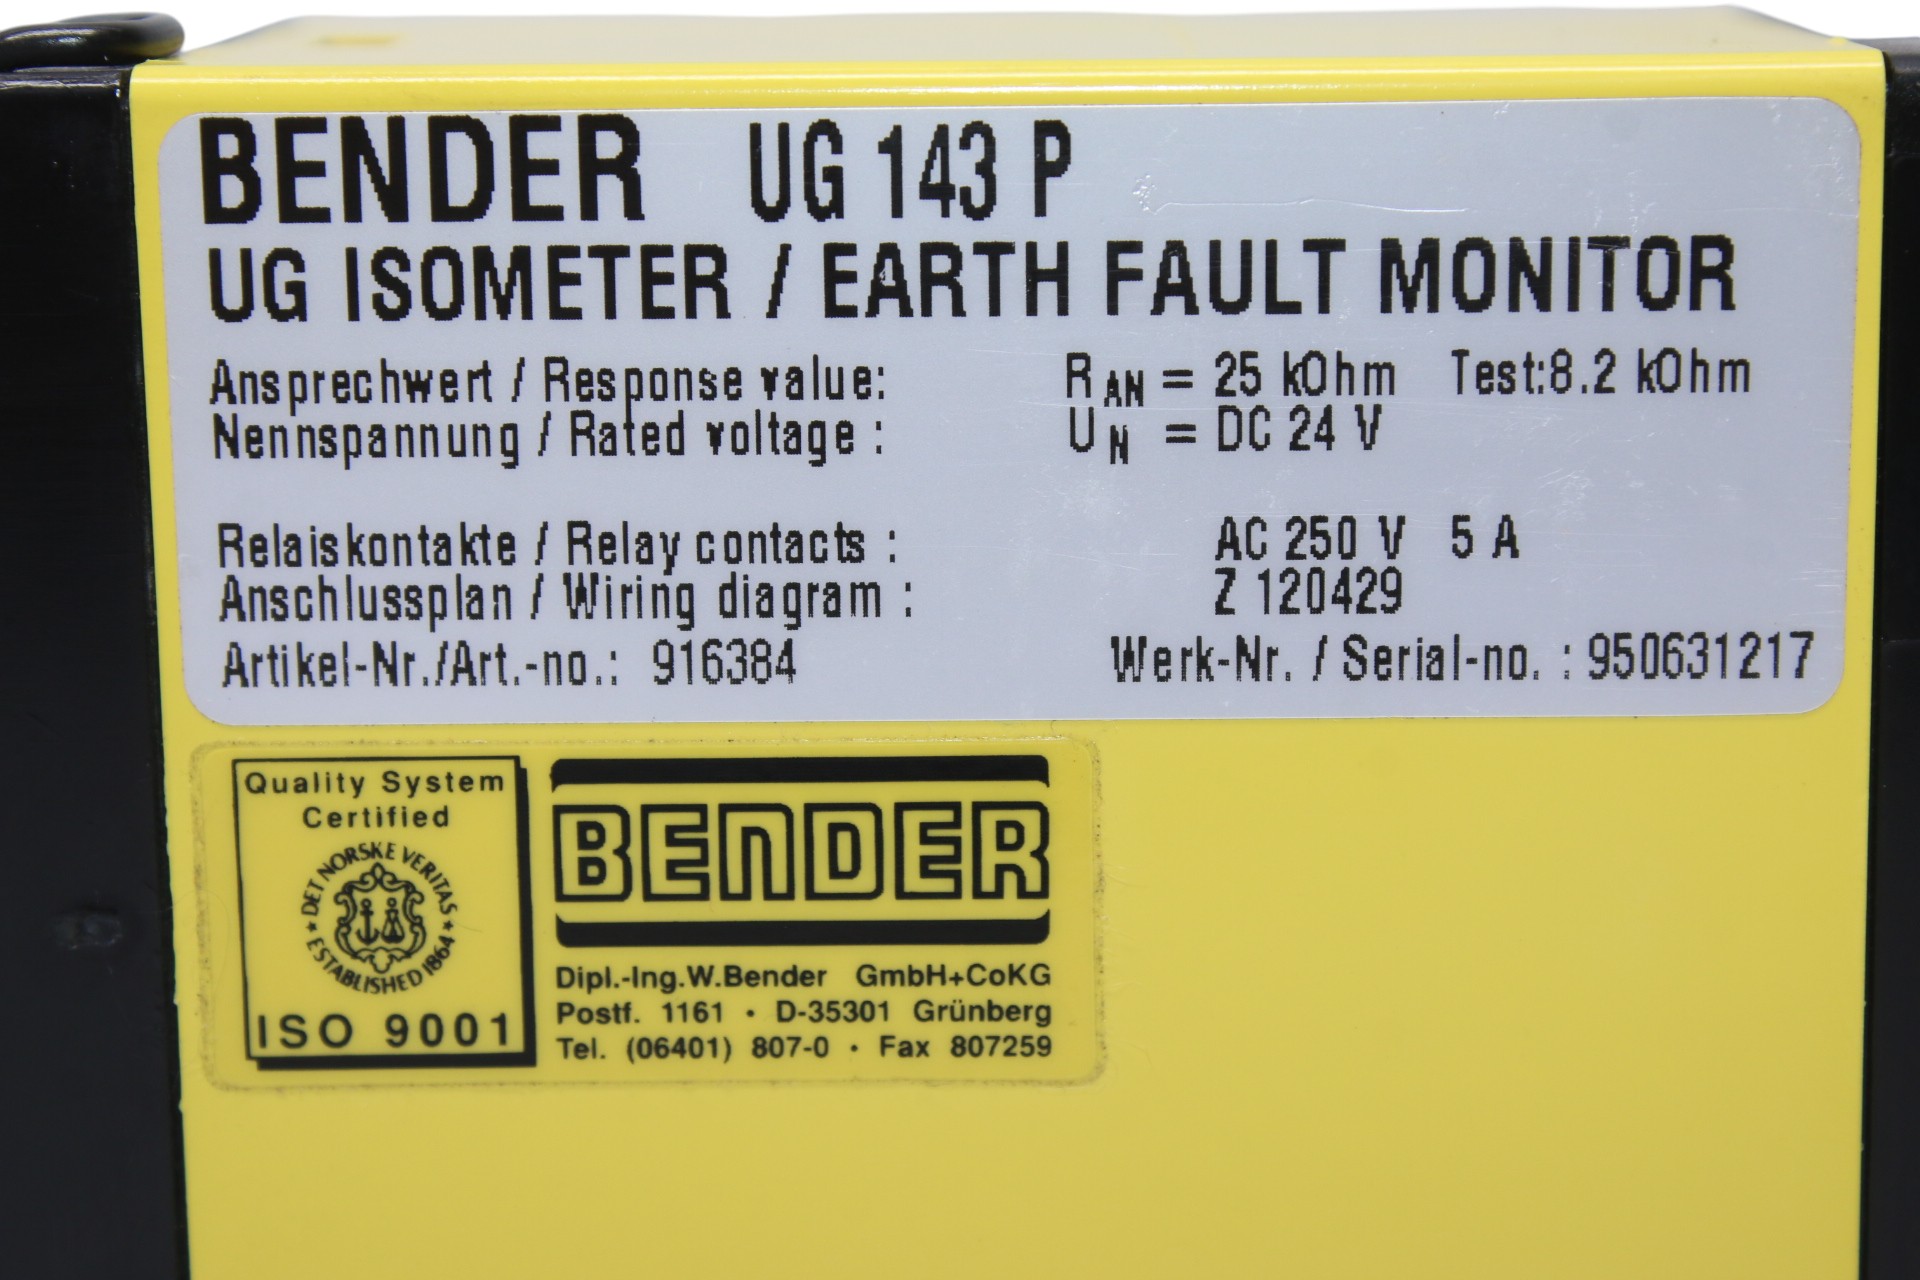 BENDER UG 143 P
UG ISOMETER / EARTH FAULT MONITOR
Ansprechwert / Response value: R AN = 25 kOhm Test:8.2 kOhm
Nennspannung / Rated voltage : U N = DC 24 V
Relaiskontakte / Relay contacts : AC 250 V 5 A
Anschlussplan / Wiring diagram : Z 120429
Artikel-Nr./Art.-no.: 916384 Werk-Nr. / Serial-no. : 950631217
Quality System
Certified
DET NORSKE VERITAS
ESTABLISHED 1864
ISO 9001
BENDER
Dipl.-Ing.W.Bender GmbH+CoKG
Postf. 1161 • D-35301 Grünberg
Tel. (06401) 807-0 • Fax 807259